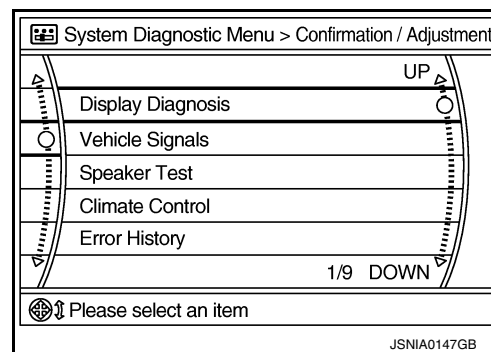 System Diagnostic Menu > Confirmation / Adjustment
UP
Display Diagnosis
Vehicle Signals
Speaker Test
Climate Control
Error History
1/9 DOWN
Please select an item
JSNIA0147GB